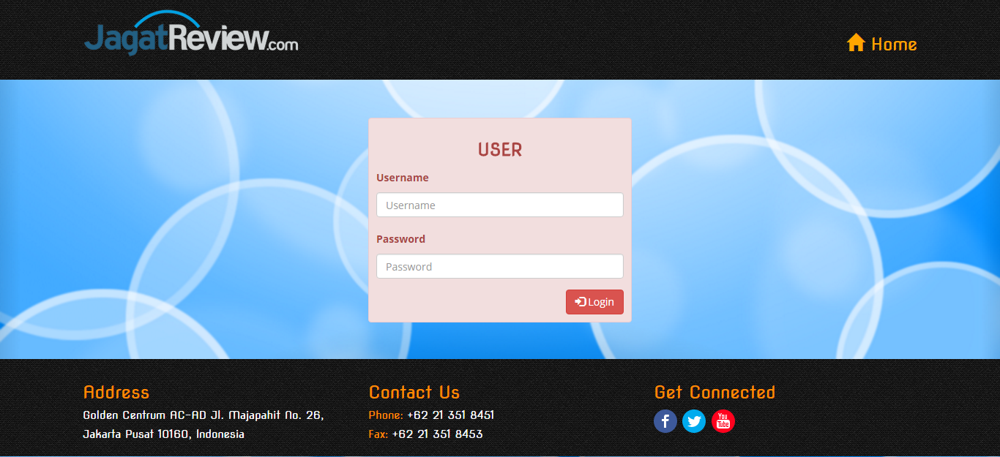 JagatReview.com
Home
USER
Username
Username
Password
Password
Login
Address
Golden Centrum AC-AD Jl. Majapahit No. 26,
Jakarta Pusat 10160, Indonesia
Contact Us
Phone: +62 21 351 8451
Fax: +62 21 351 8453
Get Connected
You
Tube